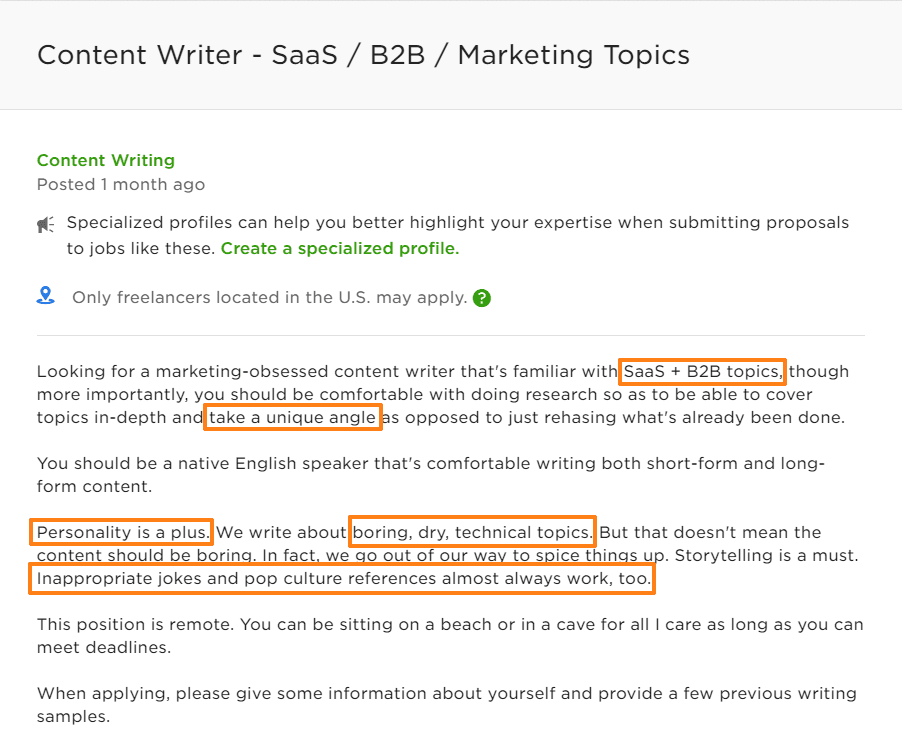 Content Writer - SaaS / B2B / Marketing Topics
Content Writing
Posted 1 month ago
Specialized profiles can help you better highlight your expertise when submitting proposals
to jobs like these. Create a specialized profile.
Only freelancers located in the U.S. may apply. ?
Looking for a marketing-obsessed content writer that's familiar with SaaS + B2B topics, though
more importantly, you should be comfortable with doing research so as to be able to cover
topics in-depth and take a unique angle as opposed to just rehasing what's already been done.
You should be a native English speaker that's comfortable writing both short-form and long-
form content.
Personality is a plus. We write about boring, dry, technical topics. But that doesn't mean the
content should be boring. In fact, we go out of our way to spice things up. Storytelling is a must.
Inappropriate jokes and pop culture references almost always work, too.
This position is remote. You can be sitting on a beach or in a cave for all I care as long as you can
meet deadlines.
When applying, please give some information about yourself and provide a few previous writing
samples.